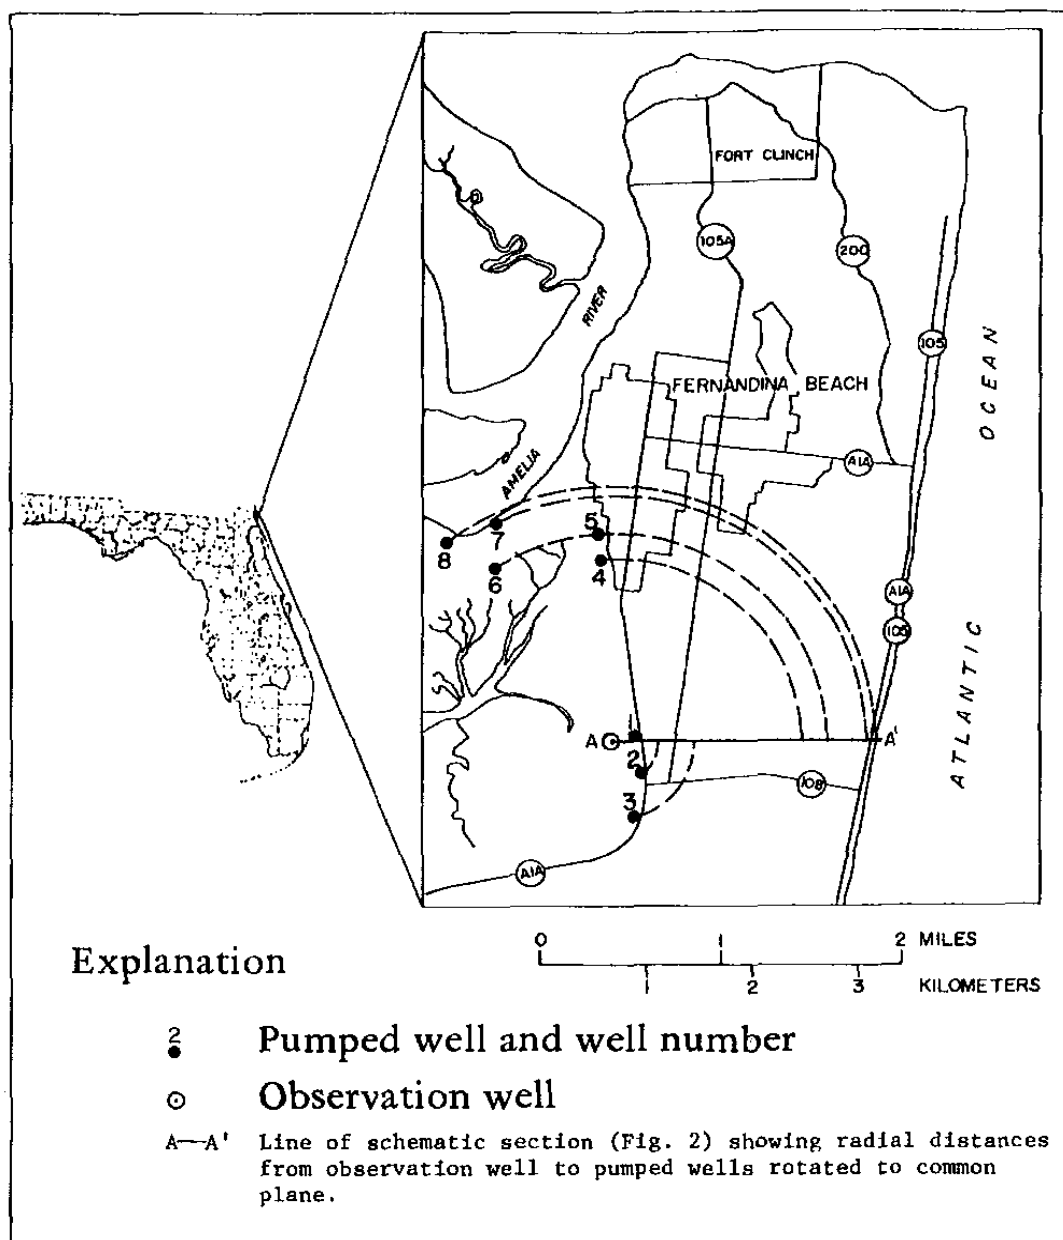 FORT CLINCH
105A
200
RIVER
105
OCEAN
FERNANDINA BEACH
A1A
AMELIA
5
7
8
4
6
A1A
105
ATLANTIC
1
A
A'
2
108
3
A1A
0 1 2 MILES
1 2 3 KILOMETERS
Explanation
2 Pumped well and well number
Observation well
A—A' Line of schematic section (Fig. 2) showing radial distances
from observation well to pumped wells rotated to common
plane.